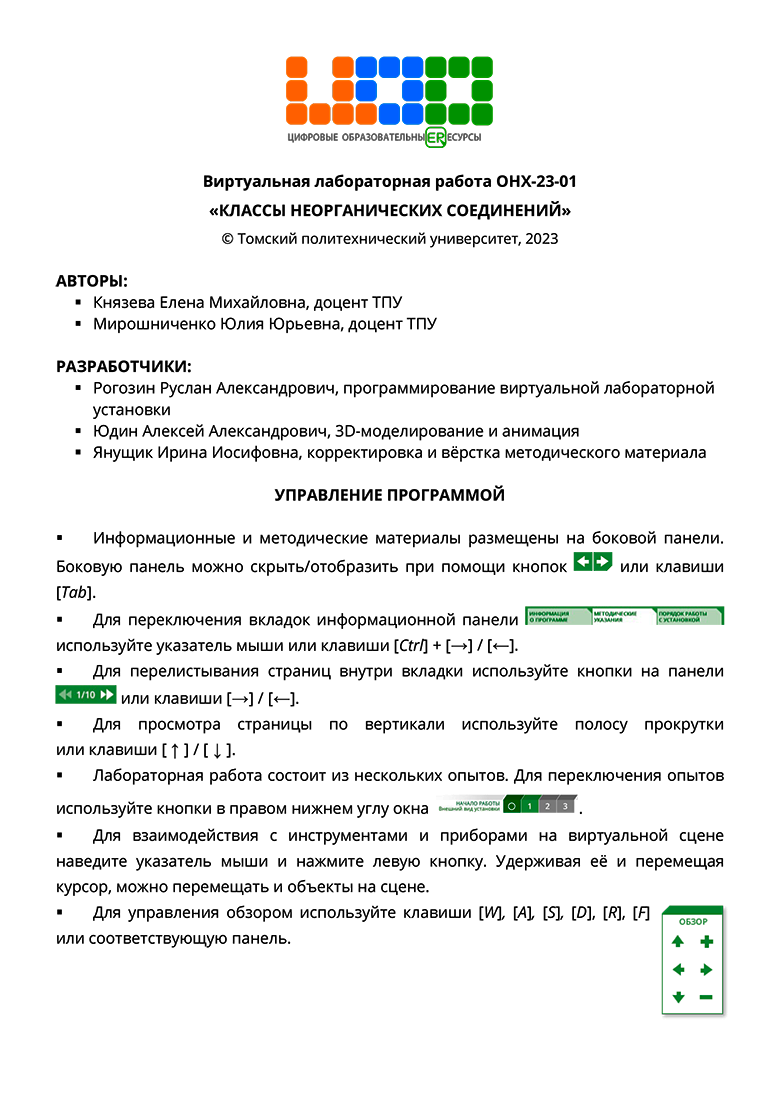 ЦИФРОВЫЕ ОБРАЗОВАТЕЛЬНЫERЕСУРСЫ
Виртуальная лабораторная работа ОНХ-23-01
«КЛАССЫ НЕОРГАНИЧЕСКИХ СОЕДИНЕНИЙ»
© Томский политехнический университет, 2023
АВТОРЫ:
▪ Князева Елена Михайловна, доцент ТПУ
▪ Мирошниченко Юлия Юрьевна, доцент ТПУ
РАЗРАБОТЧИКИ:
▪ Рогозин Руслан Александрович, программирование виртуальной лабораторной
установки
▪ Юдин Алексей Александрович, 3D-моделирование и анимация
▪ Янущик Ирина Иосифовна, корректировка и вёрстка методического материала
УПРАВЛЕНИЕ ПРОГРАММОЙ
▪ Информационные и методические материалы размещены на боковой панели.
Боковую панель можно скрыть/отобразить при помощи кнопок или клавиши
[Tab].
▪ Для переключения вкладок информационной панели ИНФОРМАЦИЯ О ПРОГРАММЕ МЕТОДИЧЕСКИЕ УКАЗАНИЯ ПОРЯДОК РАБОТЫ С УСТАНОВКОЙ
используйте указатель мыши или клавиши [Ctrl] + [→] / [←].
▪ Для перелистывания страниц внутри вкладки используйте кнопки на панели
1/10 или клавиши [→] / [←].
▪ Для просмотра страницы по вертикали используйте полосу прокрутки
или клавиши [ ↑ ] / [ ↓ ].
▪ Лабораторная работа состоит из нескольких опытов. Для переключения опытов
используйте кнопки в правом нижнем углу окна НАЧАЛО РАБОТЫ Внешний вид установки 1 2 3 .
▪ Для взаимодействия с инструментами и приборами на виртуальной сцене
наведите указатель мыши и нажмите левую кнопку. Удерживая её и перемещая
курсор, можно перемещать и объекты на сцене.
▪ Для управления обзором используйте клавиши [W], [A], [S], [D], [R], [F]
или соответствующую панель.
ОБЗОР